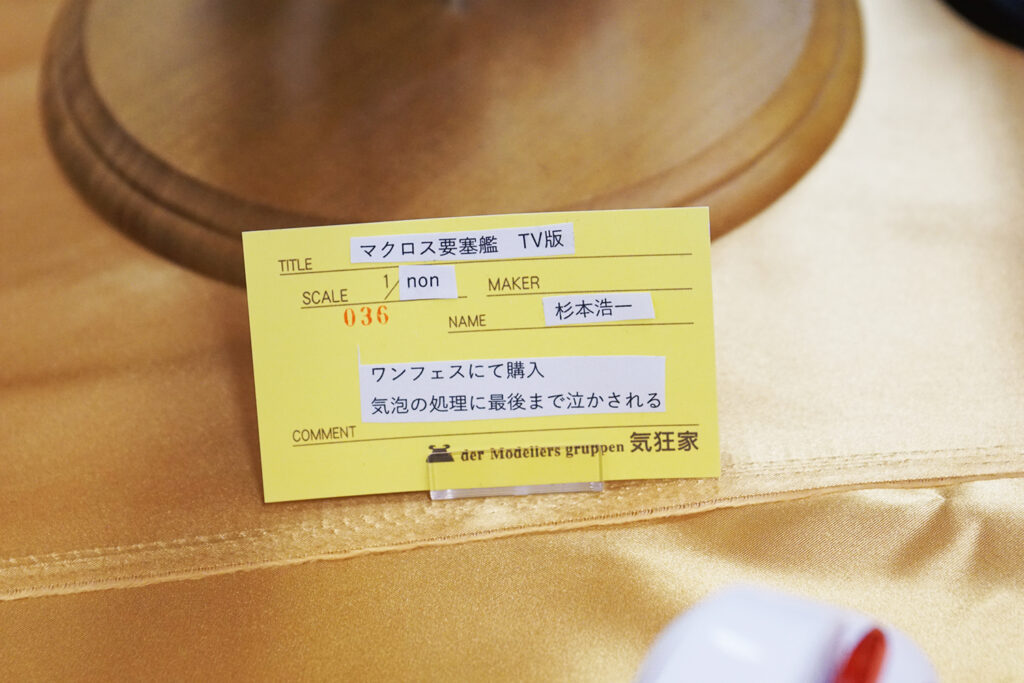 TITLE マクロス要塞艦 TV版
SCALE 1/non MAKER
036
NAME 杉本浩一
ワンフェスにて購入
気泡の処理に最後まで泣かされる
COMMENT
der Modellers gruppen 気狂家